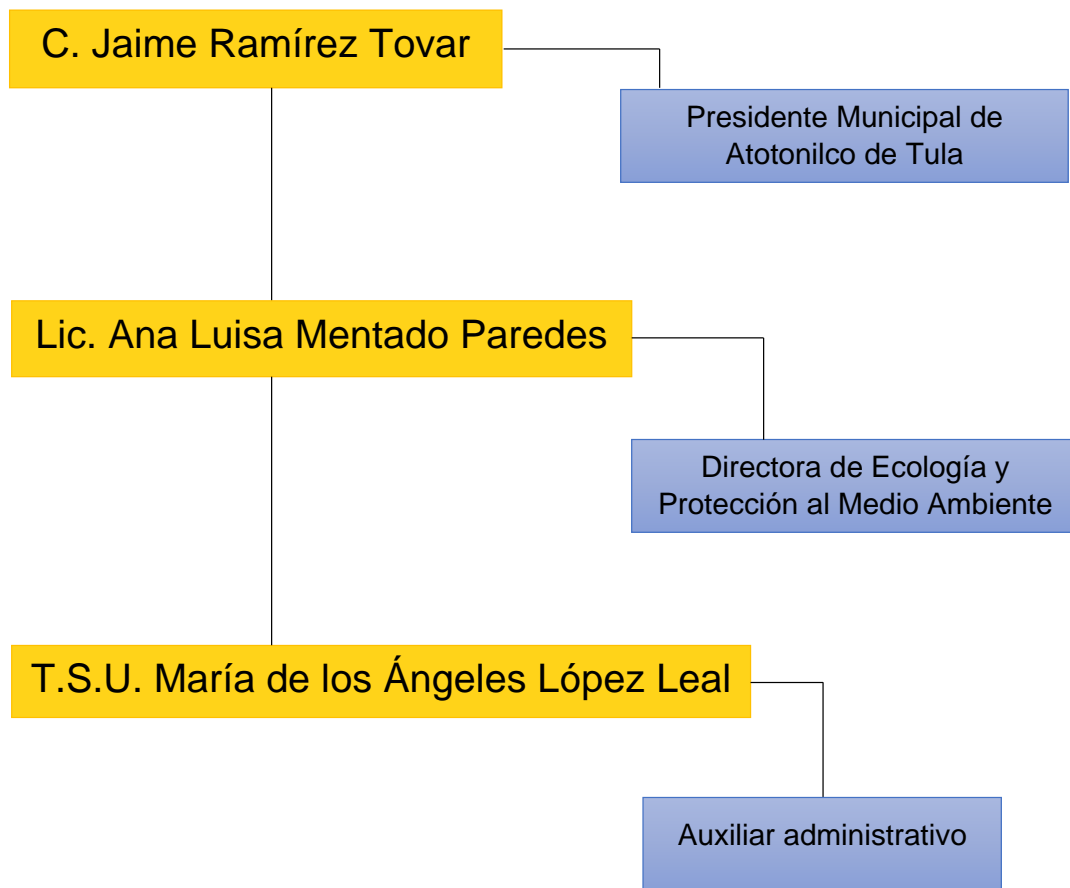 C. Jaime Ramírez Tovar
Presidente Municipal de
Atotonilco de Tula
Lic. Ana Luisa Mentado Paredes
Directora de Ecología y
Protección al Medio Ambiente
T.S.U. María de los Ángeles López Leal
Auxiliar administrativo